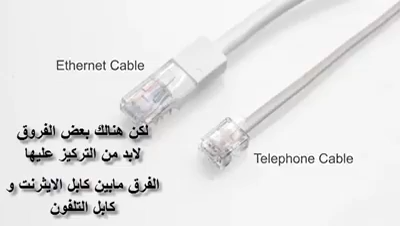 Ethernet Cable
Telephone Cable
لكن هنالك بعض الفروق
لابد من التركيز عليها
الفرق مابين كابل الايثرنت و
كابل التلفون